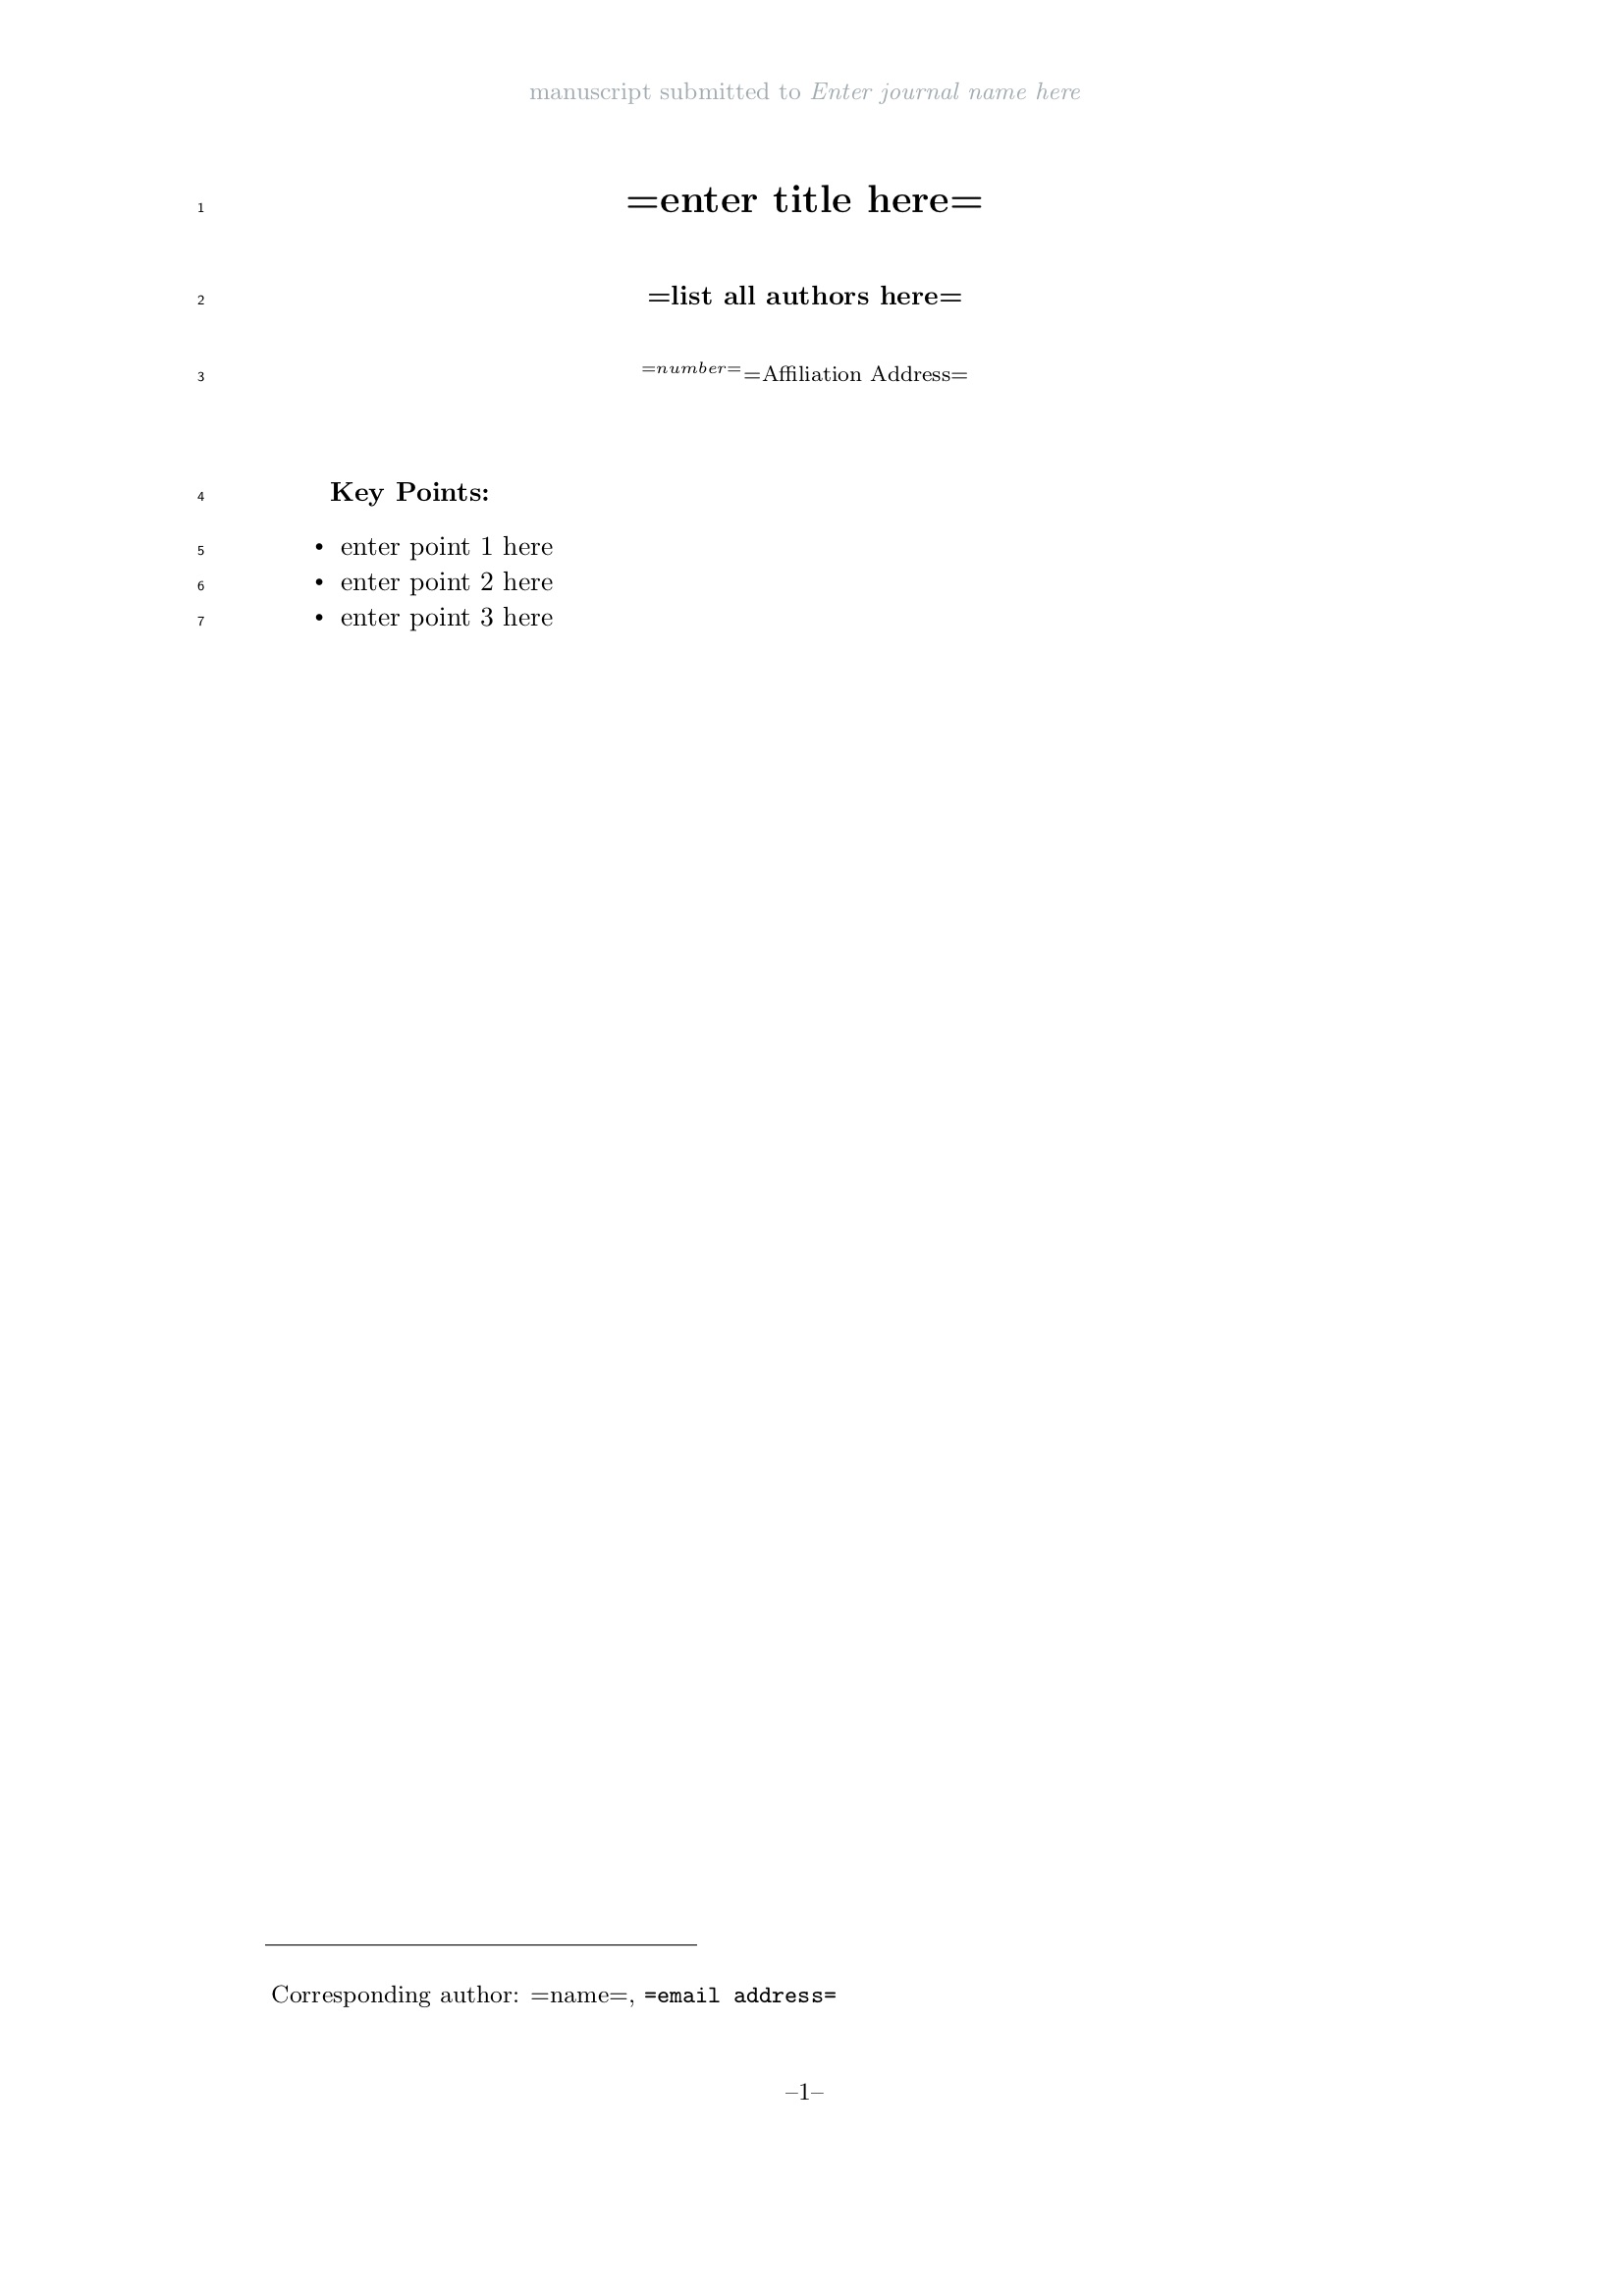 manuscript submitted to Enter journal name here
1 =enter title here=
2 =list all authors here=
3 =number==Affiliation Address=
4 Key Points:
5 • enter point 1 here
6 • enter point 2 here
7 • enter point 3 here
Corresponding author: =name=, =email address=
–1–